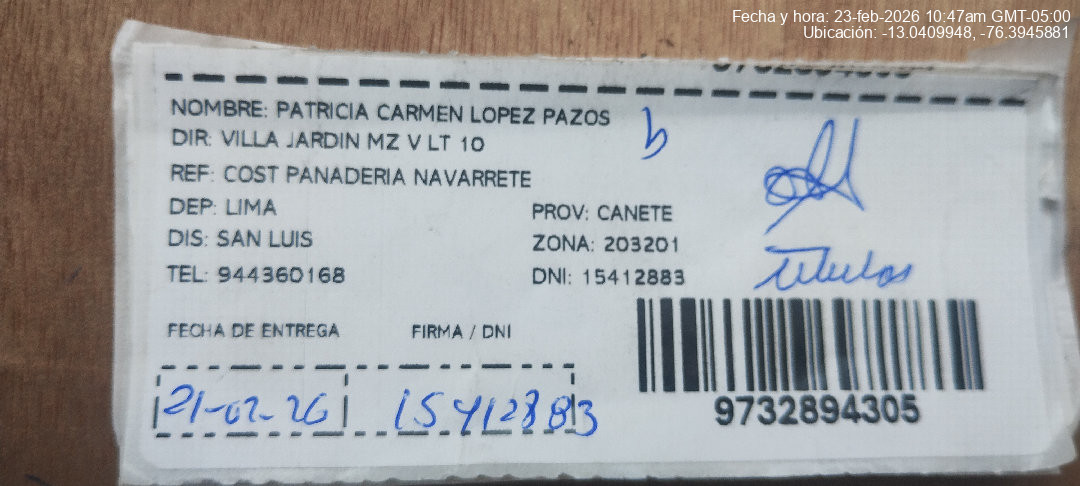 Fecha y hora: 23-feb-2026 10:47am GMT-05:00
Ubicación: -13.0409948, -76.3945881
NOMBRE: PATRICIA CARMEN LOPEZ PAZOS
DIR: VILLA JARDIN MZ V LT 10
REF: COST PANADERIA NAVARRETE
DEP: LIMA
PROV: CANETE
DIS: SAN LUIS
ZONA: 203201
TEL: 944360168
DNI: 15412883
Titular
FECHA DE ENTREGA
FIRMA / DNI
21-02-26
15412883
9732894305